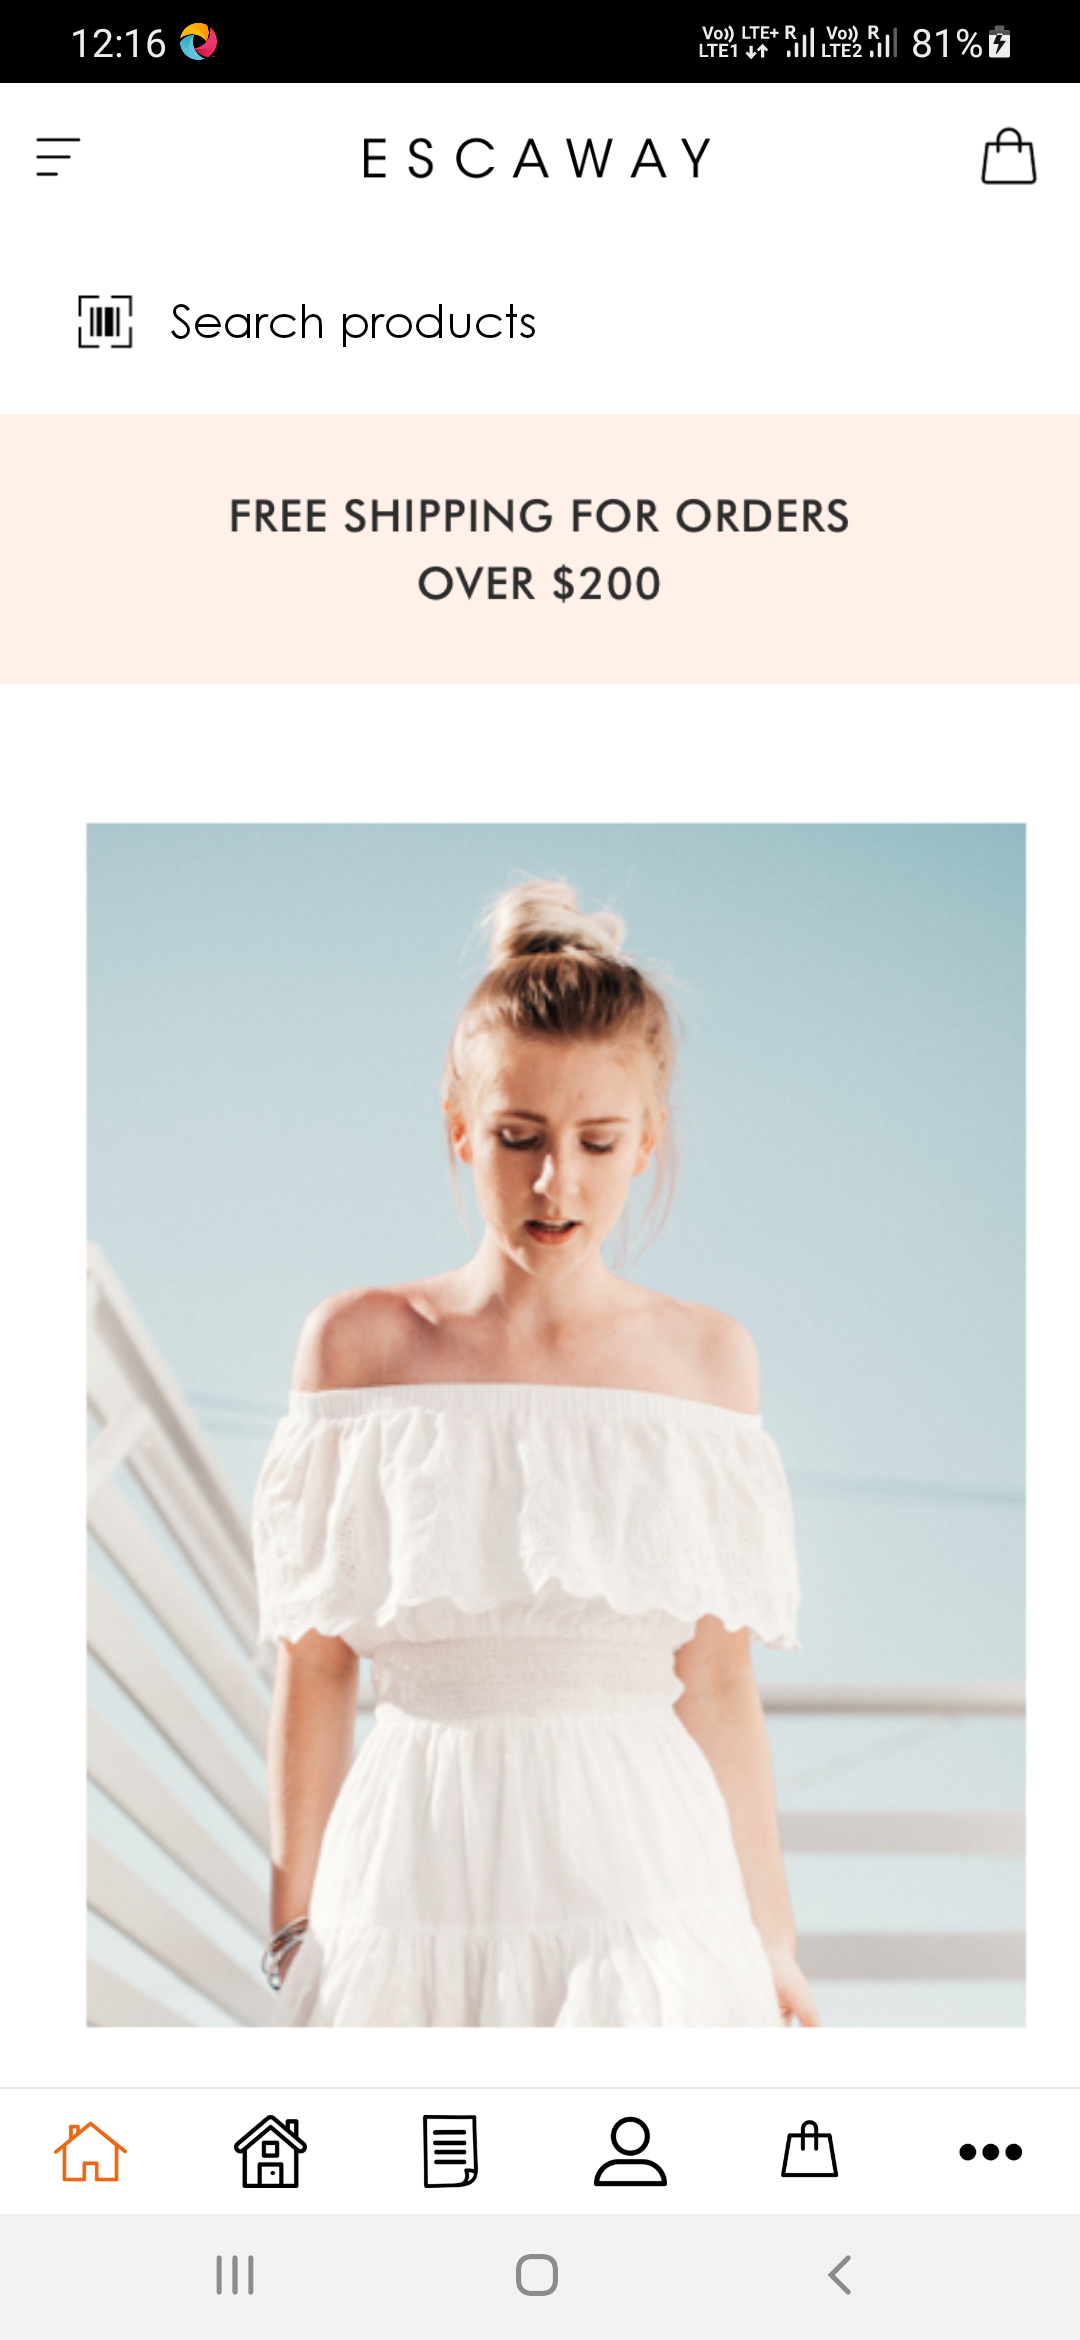 12:16
Vo)) LTE+ R Vo)) R
LTE1 LTE2 81%
ESCAWAY
Search products
FREE SHIPPING FOR ORDERS
OVER $200